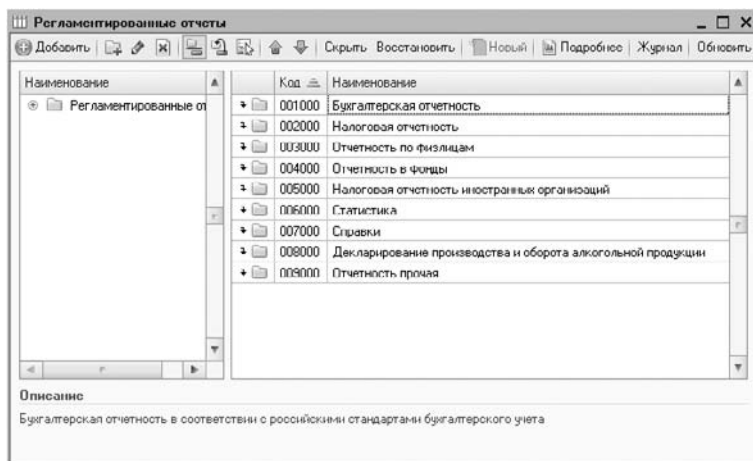 Регламентированные отчеты
Добавить Скрыть Восстановить Новый Подробнее Журнал Обновить
Наименование Код Наименование
Регламентированные от
001000 Бухгалтерская отчетность
002000 Налоговая отчетность
003000 Отчетность по физлицам
004000 Отчетность в фонды
005000 Налоговая отчетность иностранных организаций
006000 Статистика
007000 Справки
008000 Декларирование производства и оборота алкогольной продукции
009000 Отчетность прочая
Описание
Бухгалтерская отчетность в соответствии с российскими стандартами бухгалтерского учета